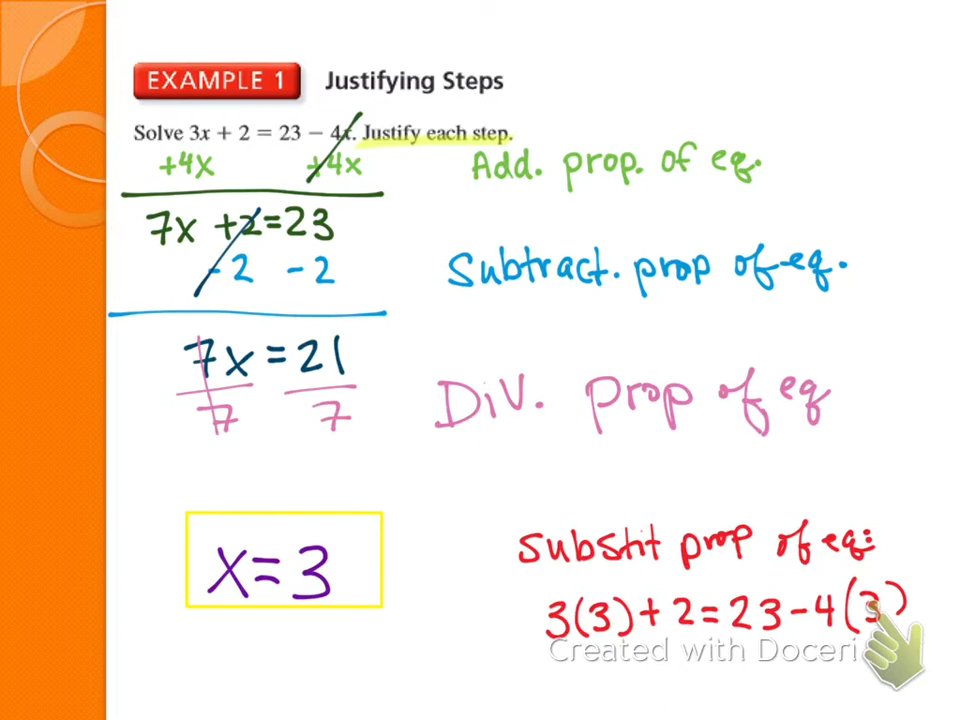 EXAMPLE 1 Justifying Steps
Solve 3x + 2 = 23 − 4x. Justify each step.
+4x +4x Add. prop. of eq.
7x +2=23
-2 -2 Subtract. prop of eq.
7x = 21
7 7 Div. prop of eq
x=3 Substit prop of eq:
3(3)+2=23-4(3)
Created with Doceri